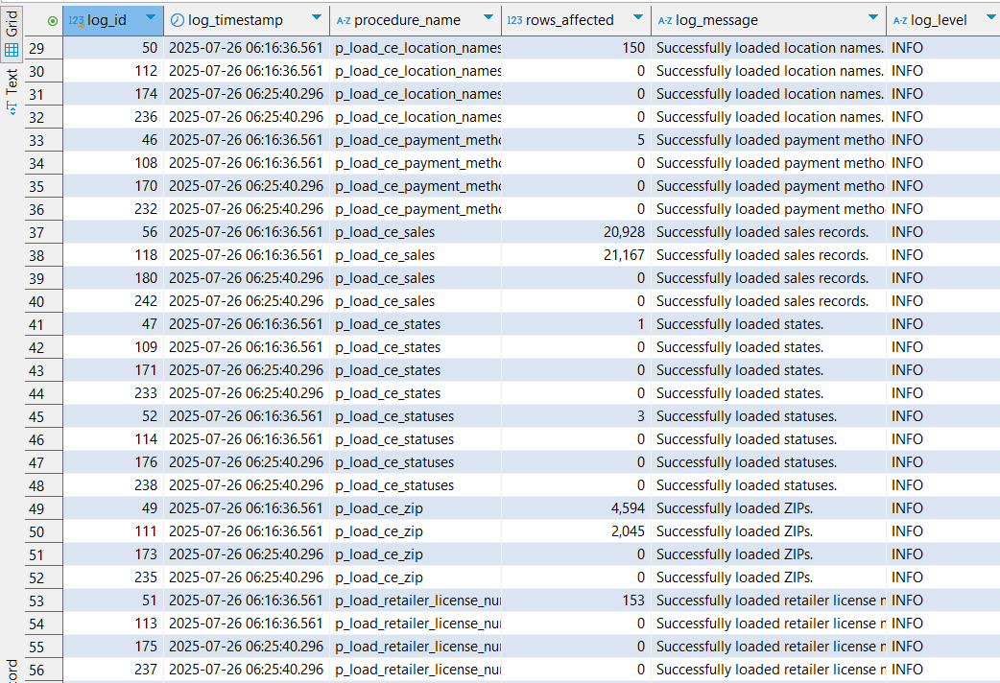 Grid
Text
cord
123 log_id log_timestamp A-Z procedure_name 123 rows_affected A-Z log_message A-Z log_level
29 50 2025-07-26 06:16:36.561 p_load_ce_location_names 150 Successfully loaded location names. INFO
30 112 2025-07-26 06:16:36.561 p_load_ce_location_names 0 Successfully loaded location names. INFO
31 174 2025-07-26 06:25:40.296 p_load_ce_location_names 0 Successfully loaded location names. INFO
32 236 2025-07-26 06:25:40.296 p_load_ce_location_names 0 Successfully loaded location names. INFO
33 46 2025-07-26 06:16:36.561 p_load_ce_payment_metho 5 Successfully loaded payment metho INFO
34 108 2025-07-26 06:16:36.561 p_load_ce_payment_metho 0 Successfully loaded payment metho INFO
35 170 2025-07-26 06:25:40.296 p_load_ce_payment_metho 0 Successfully loaded payment metho INFO
36 232 2025-07-26 06:25:40.296 p_load_ce_payment_metho 0 Successfully loaded payment metho INFO
37 56 2025-07-26 06:16:36.561 p_load_ce_sales 20,928 Successfully loaded sales records. INFO
38 118 2025-07-26 06:16:36.561 p_load_ce_sales 21,167 Successfully loaded sales records. INFO
39 180 2025-07-26 06:25:40.296 p_load_ce_sales 0 Successfully loaded sales records. INFO
40 242 2025-07-26 06:25:40.296 p_load_ce_sales 0 Successfully loaded sales records. INFO
41 47 2025-07-26 06:16:36.561 p_load_ce_states 1 Successfully loaded states. INFO
42 109 2025-07-26 06:16:36.561 p_load_ce_states 0 Successfully loaded states. INFO
43 171 2025-07-26 06:25:40.296 p_load_ce_states 0 Successfully loaded states. INFO
44 233 2025-07-26 06:25:40.296 p_load_ce_states 0 Successfully loaded states. INFO
45 52 2025-07-26 06:16:36.561 p_load_ce_statuses 3 Successfully loaded statuses. INFO
46 114 2025-07-26 06:16:36.561 p_load_ce_statuses 0 Successfully loaded statuses. INFO
47 176 2025-07-26 06:25:40.296 p_load_ce_statuses 0 Successfully loaded statuses. INFO
48 238 2025-07-26 06:25:40.296 p_load_ce_statuses 0 Successfully loaded statuses. INFO
49 49 2025-07-26 06:16:36.561 p_load_ce_zip 4,594 Successfully loaded ZIPs. INFO
50 111 2025-07-26 06:16:36.561 p_load_ce_zip 2,045 Successfully loaded ZIPs. INFO
51 173 2025-07-26 06:25:40.296 p_load_ce_zip 0 Successfully loaded ZIPs. INFO
52 235 2025-07-26 06:25:40.296 p_load_ce_zip 0 Successfully loaded ZIPs. INFO
53 51 2025-07-26 06:16:36.561 p_load_retailer_license_nu 153 Successfully loaded retailer license n INFO
54 113 2025-07-26 06:16:36.561 p_load_retailer_license_nu 0 Successfully loaded retailer license n INFO
55 175 2025-07-26 06:25:40.296 p_load_retailer_license_nu 0 Successfully loaded retailer license n INFO
56 237 2025-07-26 06:25:40.296 p_load_retailer_license_nu 0 Successfully loaded retailer license n INFO